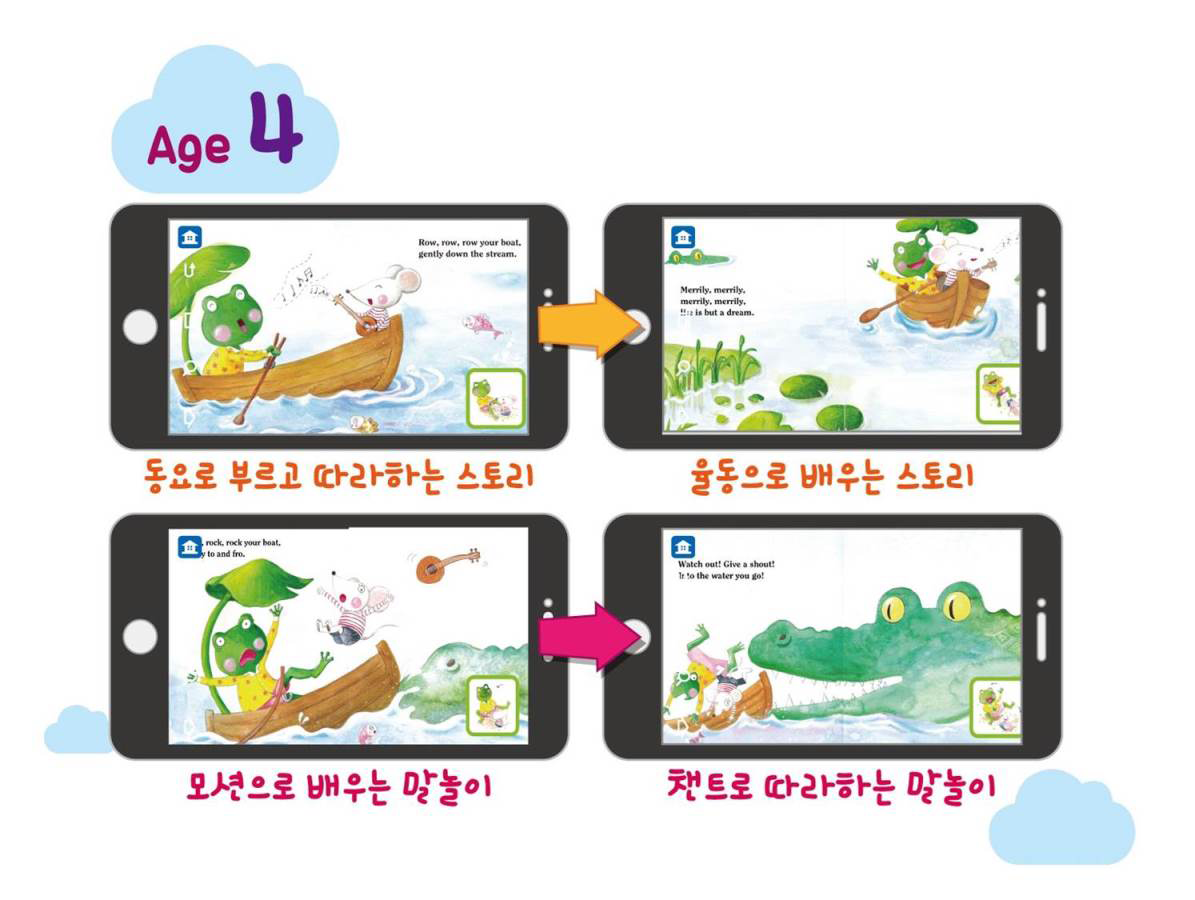 Age 4
Row, row, row your boat,
gently down the stream.
Merrily, merrily,
merrily, merrily,
is but a dream.
동요로 부르고 따라하는 스토리
율동으로 배우는 스토리
rock, rock your boat,
to and fro.
Watch out! Give a shout!
to the water you go!
모션으로 배우는 말놀이
챈트로 따라하는 말놀이